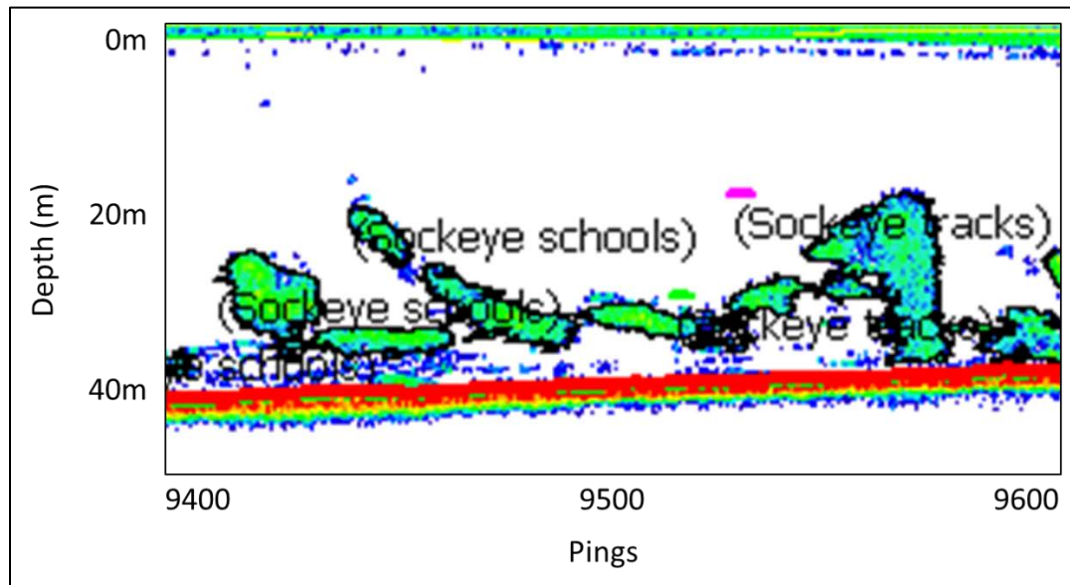 0m
20m
40m
Depth (m)
(Sockeye schools)
(Sockeye tracks)
(Sockeye schools)
9400
9500
9600
Pings